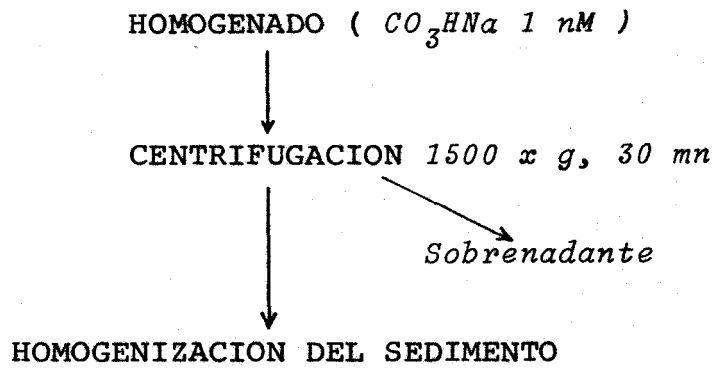 HOMOGENADO ( CO3HNa 1 nM )
CENTRIFUGACION 1500 x g, 30 mn
Sobrenadante
HOMOGENIZACION DEL SEDIMENTO